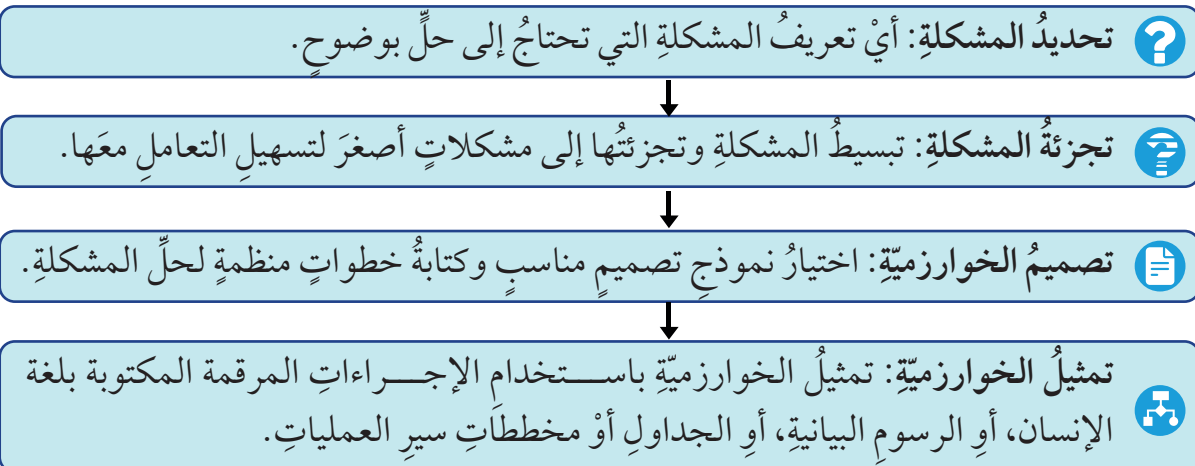 تحديدُ المشكلةِ: أيْ تعريفُ المشكلةِ التي تحتاجُ إلى حلٍّ بوضوحٍ.
تجزئةُ المشكلةِ: تبسيطُ المشكلةِ وتجزئتُها إلى مشكلاتٍ أصغرَ لتسهيلِ التعاملِ معَها.
تصميمُ الخوارزميّةِ: اختيارُ نموذجِ تصميمٍ مناسبٍ وكتابةُ خطواتٍ منظمةٍ لحلِّ المشكلةِ.
تمثيلُ الخوارزميّةِ: تمثيلُ الخوارزميّةِ باســـتخدامِ الإجـــراءاتِ المرقمة المكتوبة بلغة
الإنسان، أوِ الرسومِ البيانيةِ، أوِ الجداولِ أوْ مخططاتِ سيرِ العملياتِ.